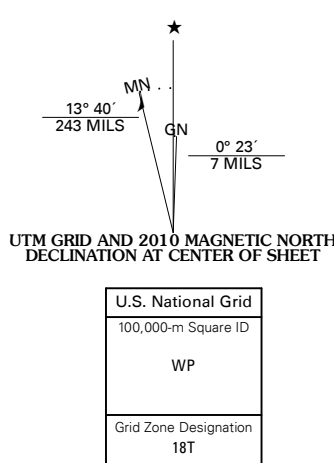 ★
MN
GN
13° 40´
243 MILS
0° 23´
7 MILS
UTM GRID AND 2010 MAGNETIC NORTH
DECLINATION AT CENTER OF SHEET
U.S. National Grid
100,000-m Square ID
WP
Grid Zone Designation
18T